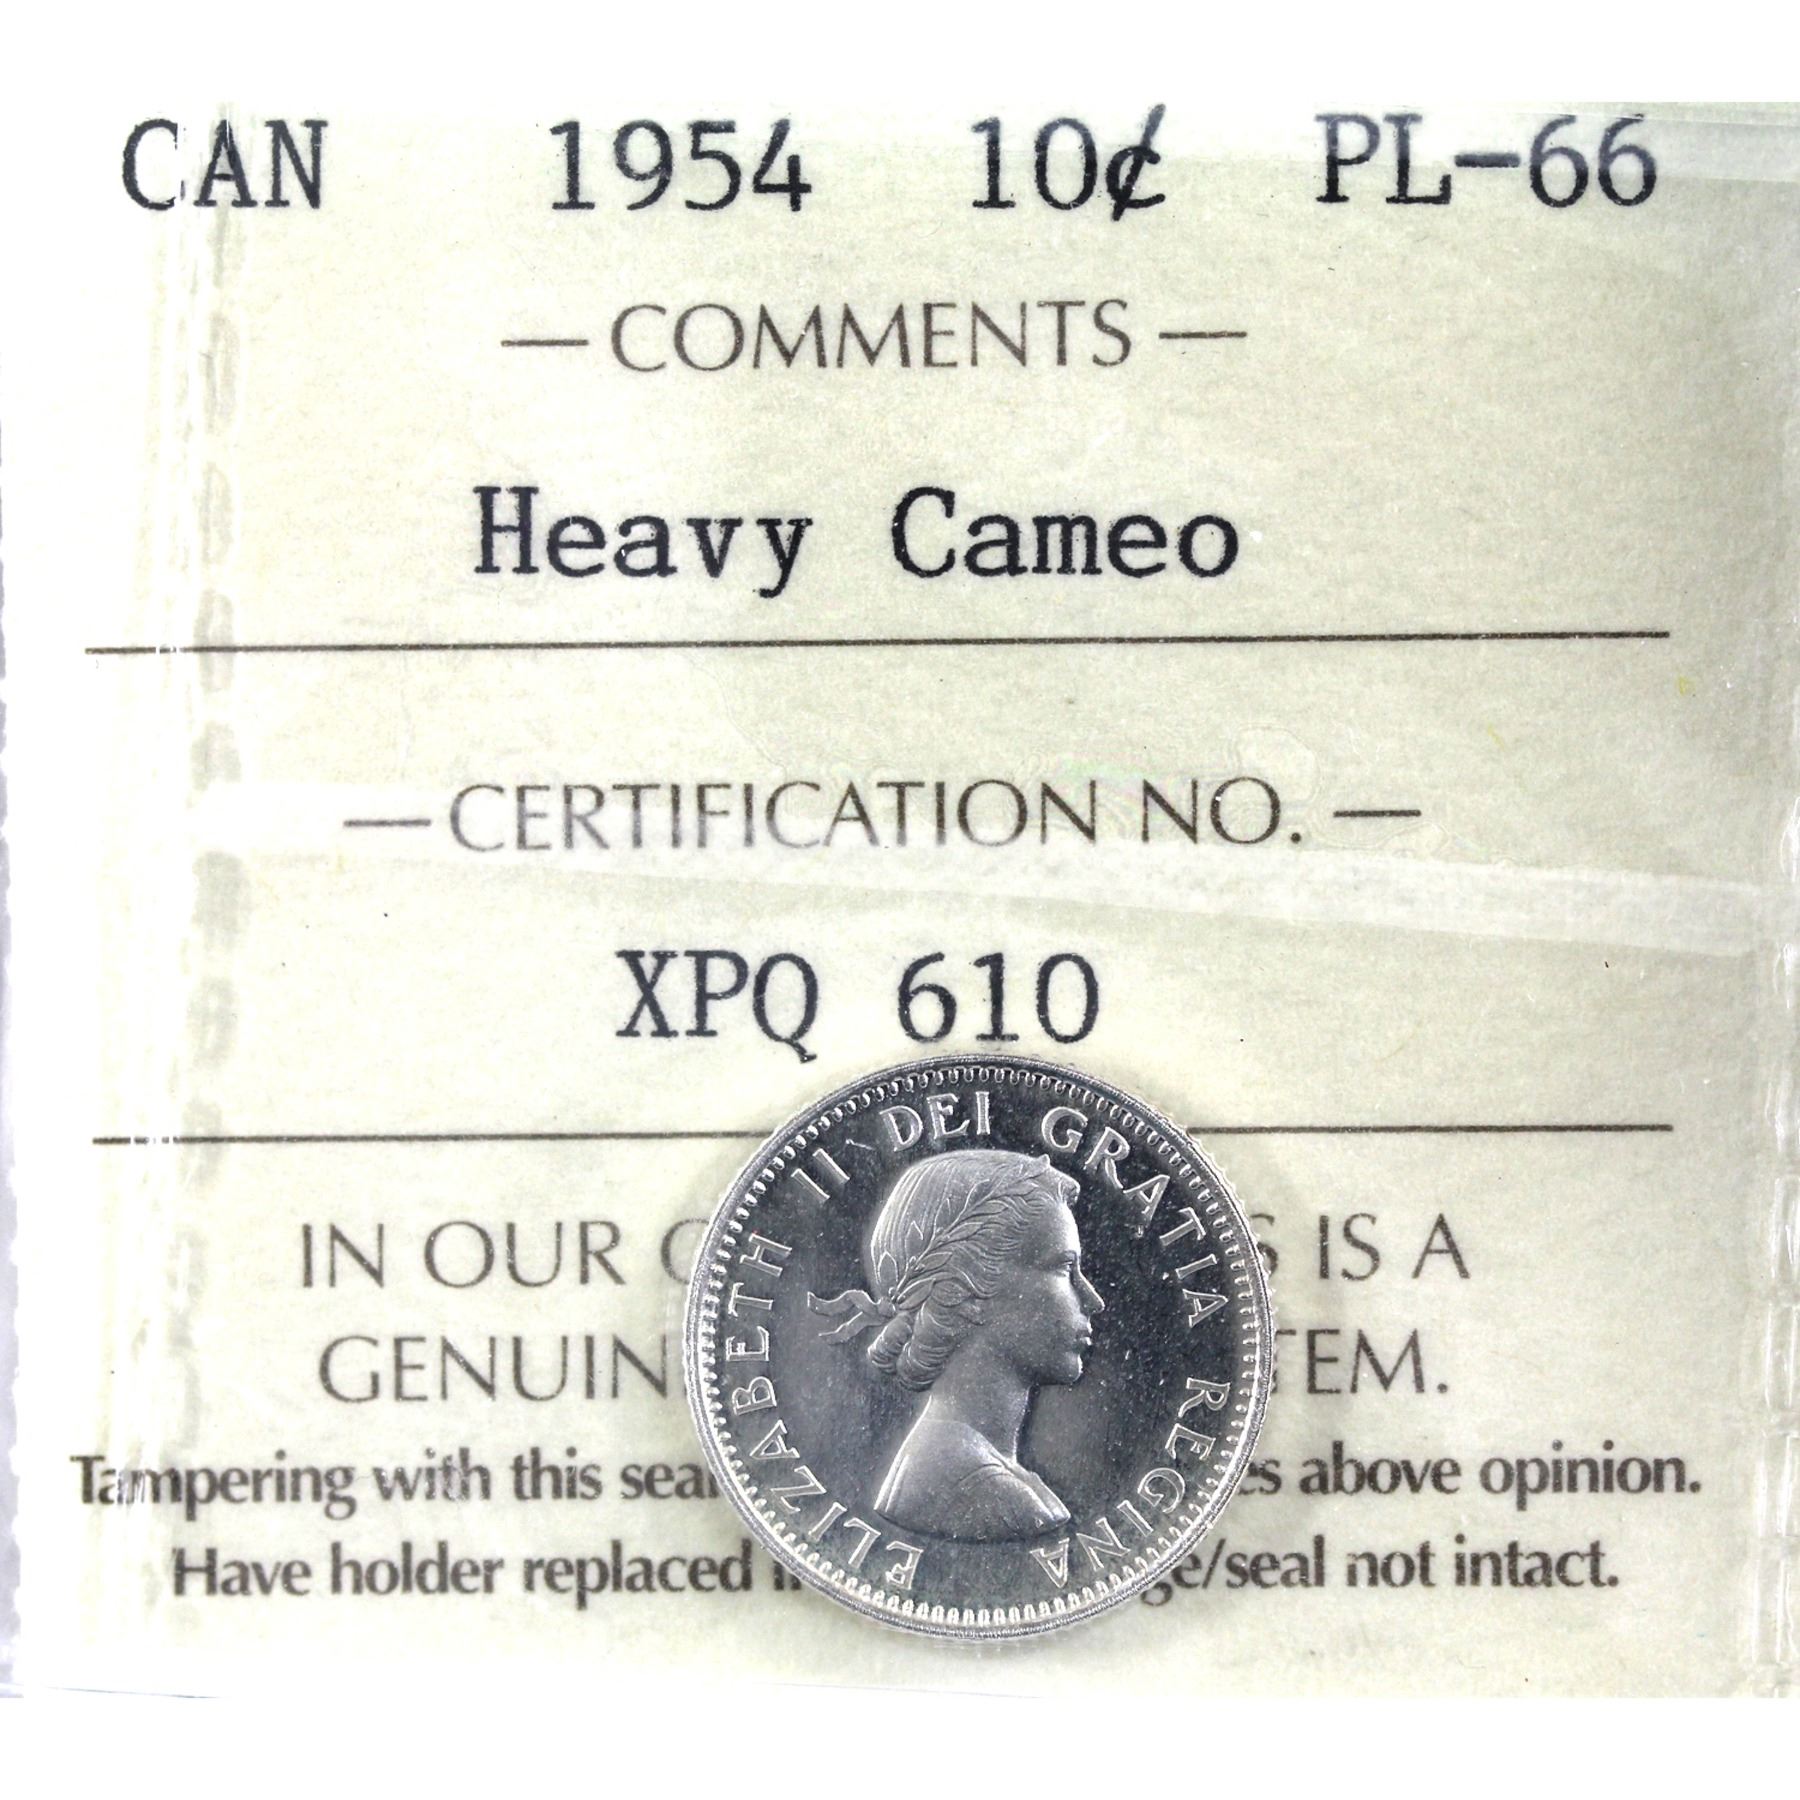 CAN 1954 10¢ PL-66
— COMMENTS —
Heavy Cameo
— CERTIFICATION NO. —
XPQ 610
IN OUR IS A
GENUIN TEM.
Tampering with this seal es above opinion.
Have holder replaced ge/seal not intact.
ELIZABETH II DEI GRATIA REGINA